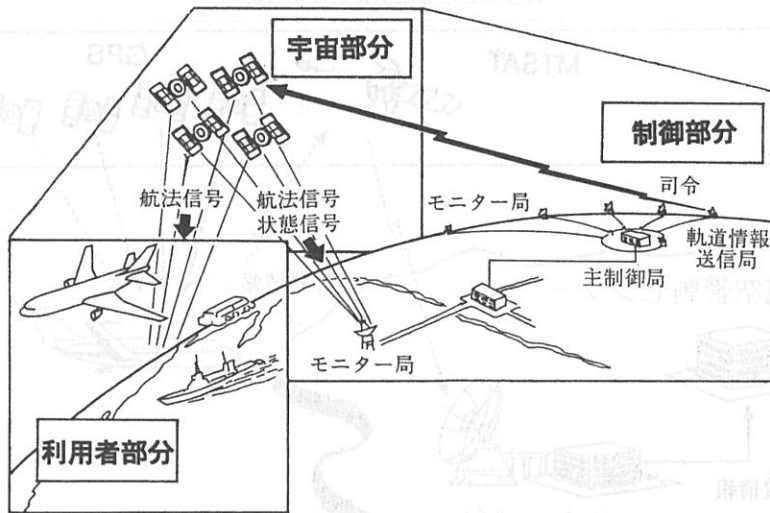 宇宙部分
制御部分
司令
モニター局
航法信号
航法信号
状態信号
軌道情報
送信局
主制御局
モニター局
利用者部分
MTSAT
GPS